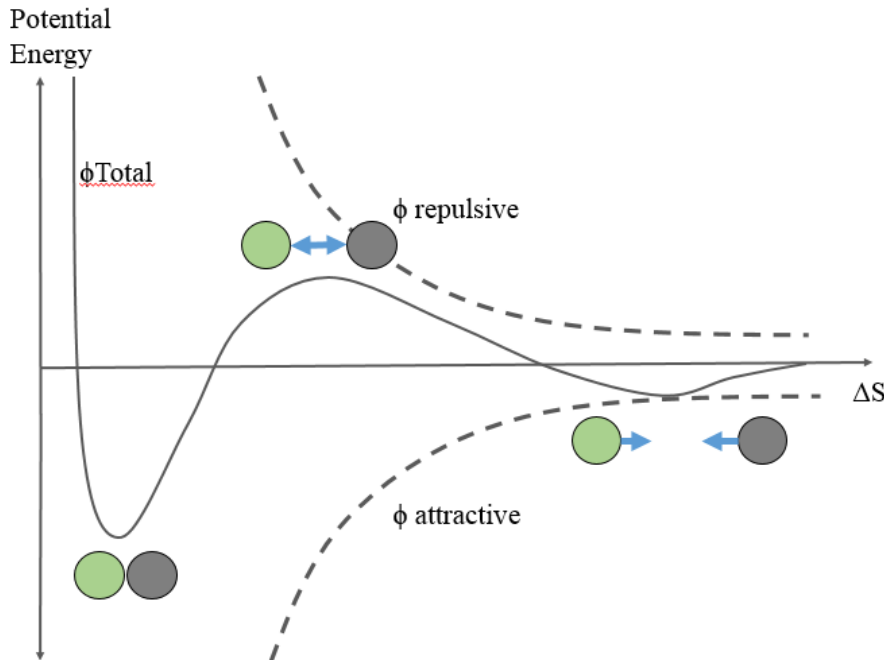 Potential
Energy
ϕTotal
ϕ repulsive
ΔS
ϕ attractive